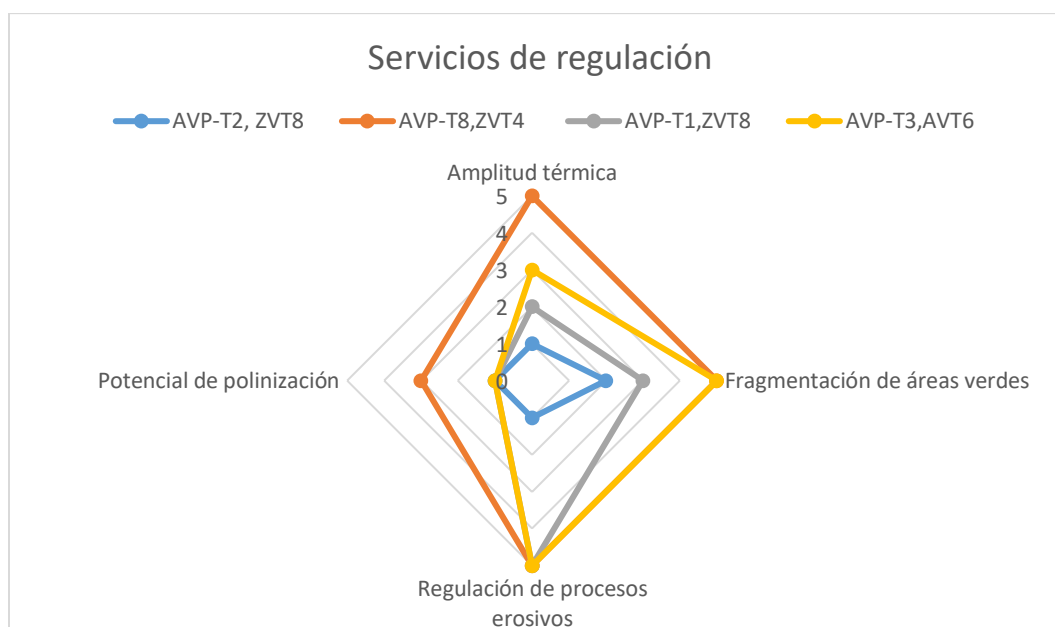 Servicios de regulación
AVP-T2, ZVT8
AVP-T8,ZVT4
AVP-T1,ZVT8
AVP-T3,AVT6
Amplitud térmica
5
4
3
2
1
0
Potencial de polinización
Fragmentación de áreas verdes
Regulación de procesos
erosivos